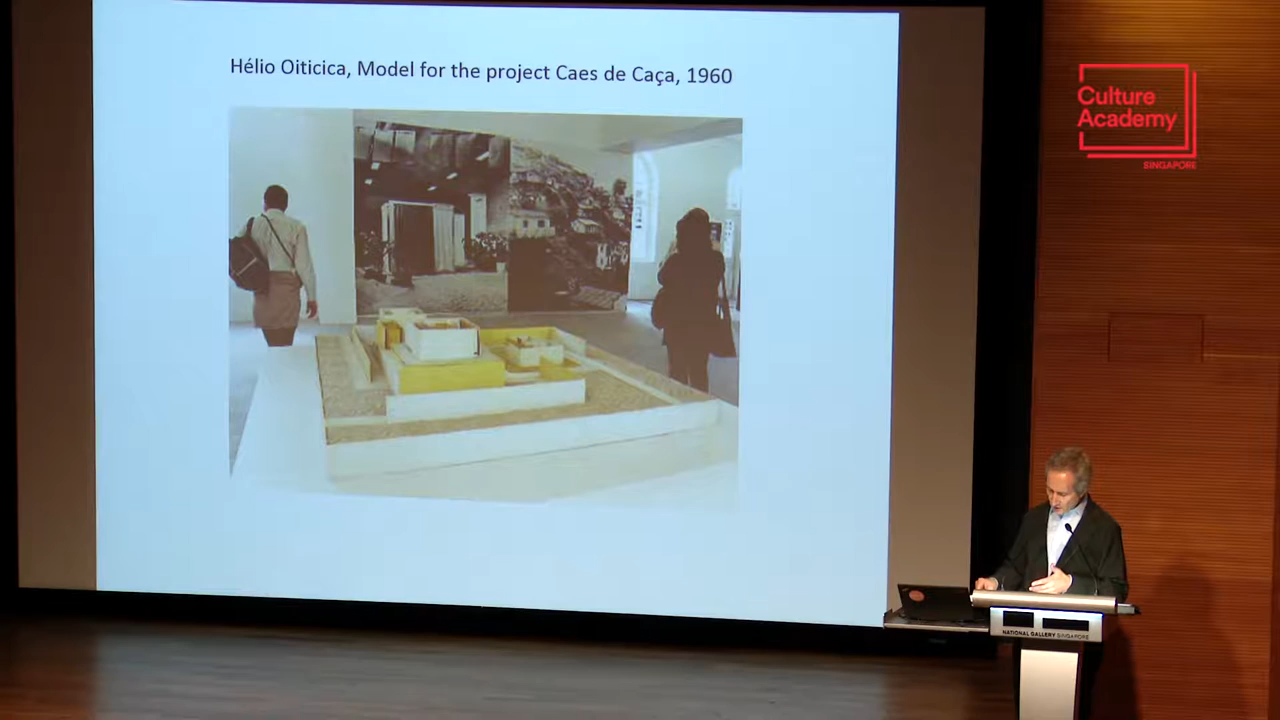 Hélio Oiticica, Model for the project Caes de Caça, 1960
Culture
Academy
SINGAPORE
NATIONAL GALLERY SINGAPORE